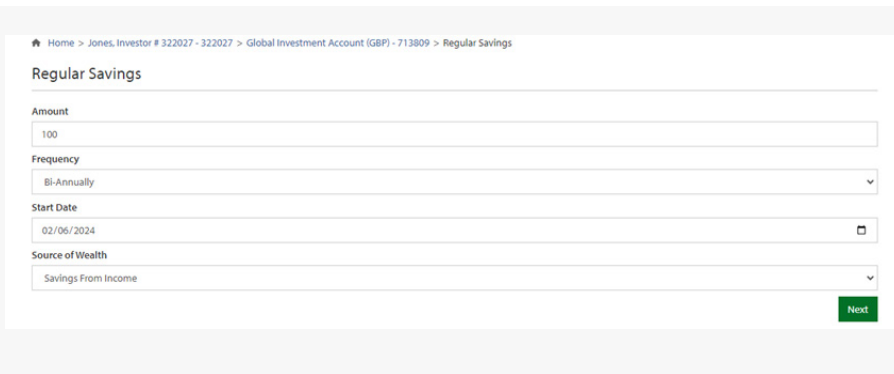 Home > Jones, Investor # 322027 - 322027 > Global Investment Account (GBP) - 713809 > Regular Savings
Regular Savings
Amount
100
Frequency
Bi-Annually
Start Date
02/06/2024
Source of Wealth
Savings From Income
Next